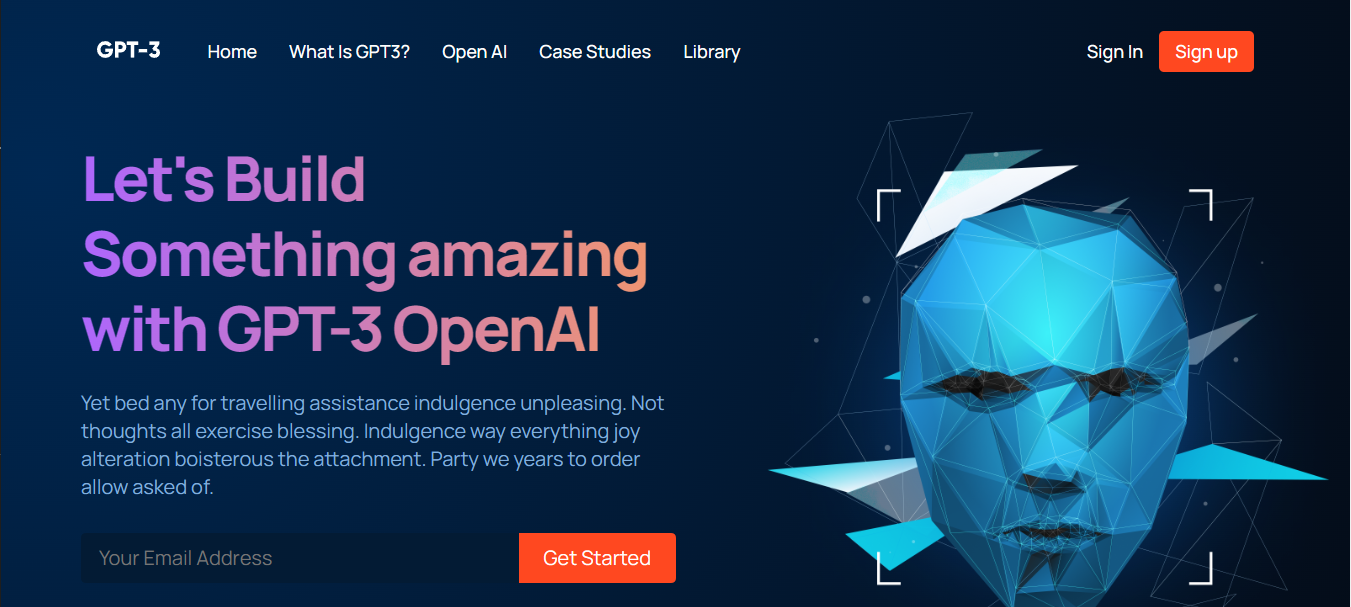 GPT-3 Home What Is GPT3? Open AI Case Studies Library Sign In Sign up
Let's Build
Something amazing
with GPT-3 OpenAI
Yet bed any for travelling assistance indulgence unpleasing. Not
thoughts all exercise blessing. Indulgence way everything joy
alteration boisterous the attachment. Party we years to order
allow asked of.
Your Email Address Get Started